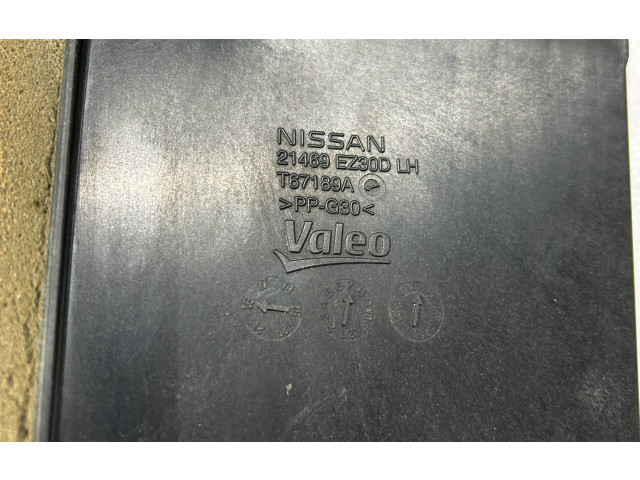 NISSAN
21469 EZ30D LH
T67189A
>PP-G30<
Valeo